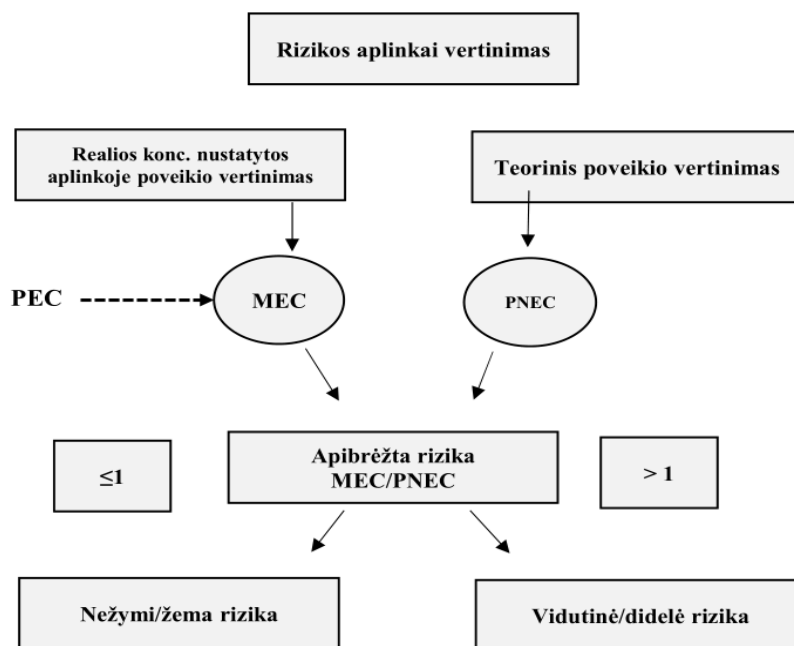 Rizikos aplinkai vertinimas
Realios konc. nustatytos
aplinkoje poveikio vertinimas
Teorinis poveikio vertinimas
PEC
MEC
PNEC
≤1
Apibrėžta rizika
MEC/PNEC
> 1
Nežymi/žema rizika
Vidutinė/didelė rizika